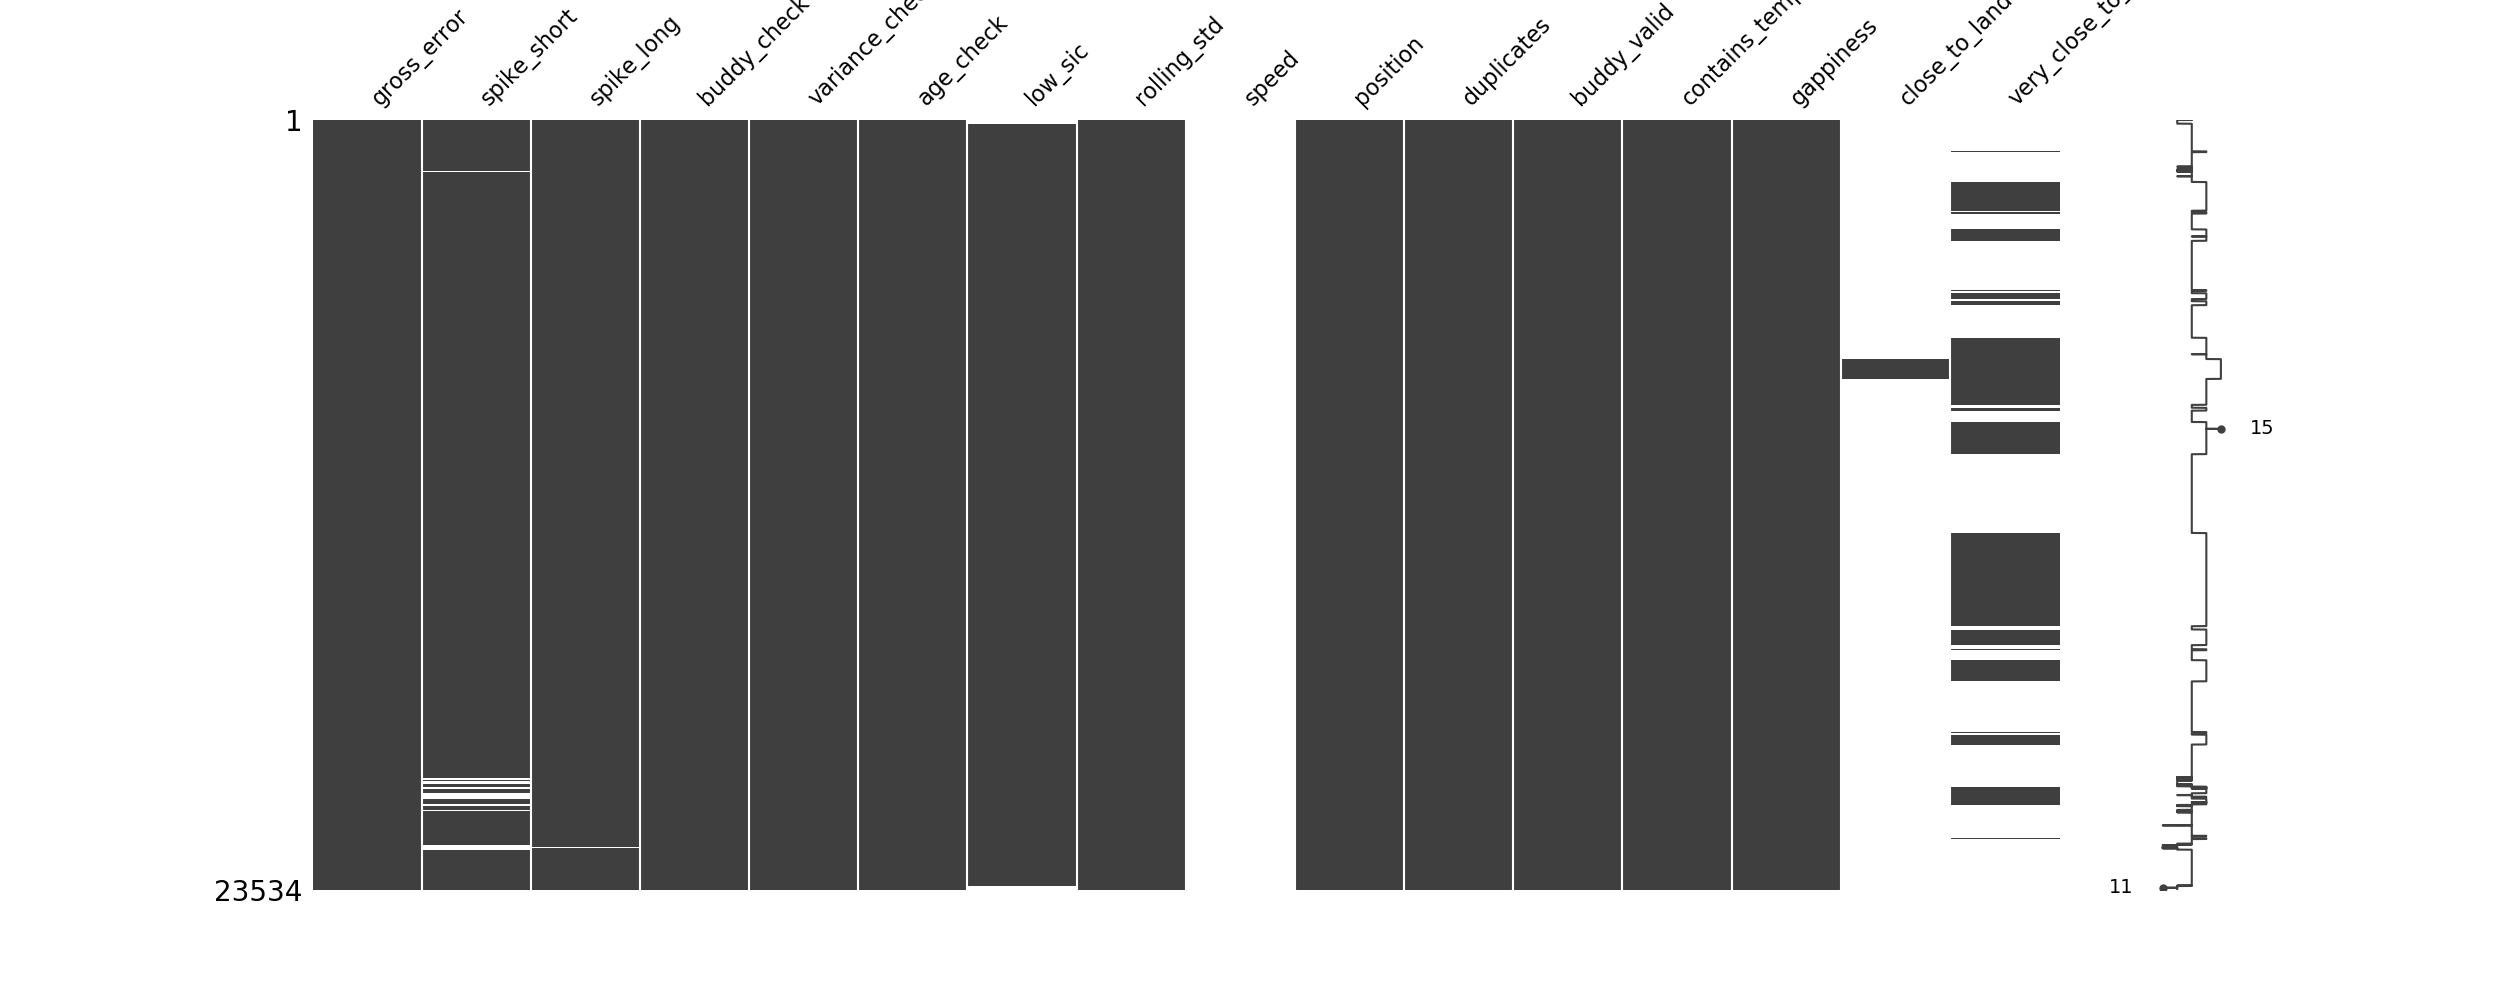 gross_error
spike_short
spike_long
buddy_check
variance_che
age_check
low_sic
rolling_std
speed
position
duplicates
buddy_valid
contains_temp
gappiness
close_to_land
very_close_to_
1
15
11
23534